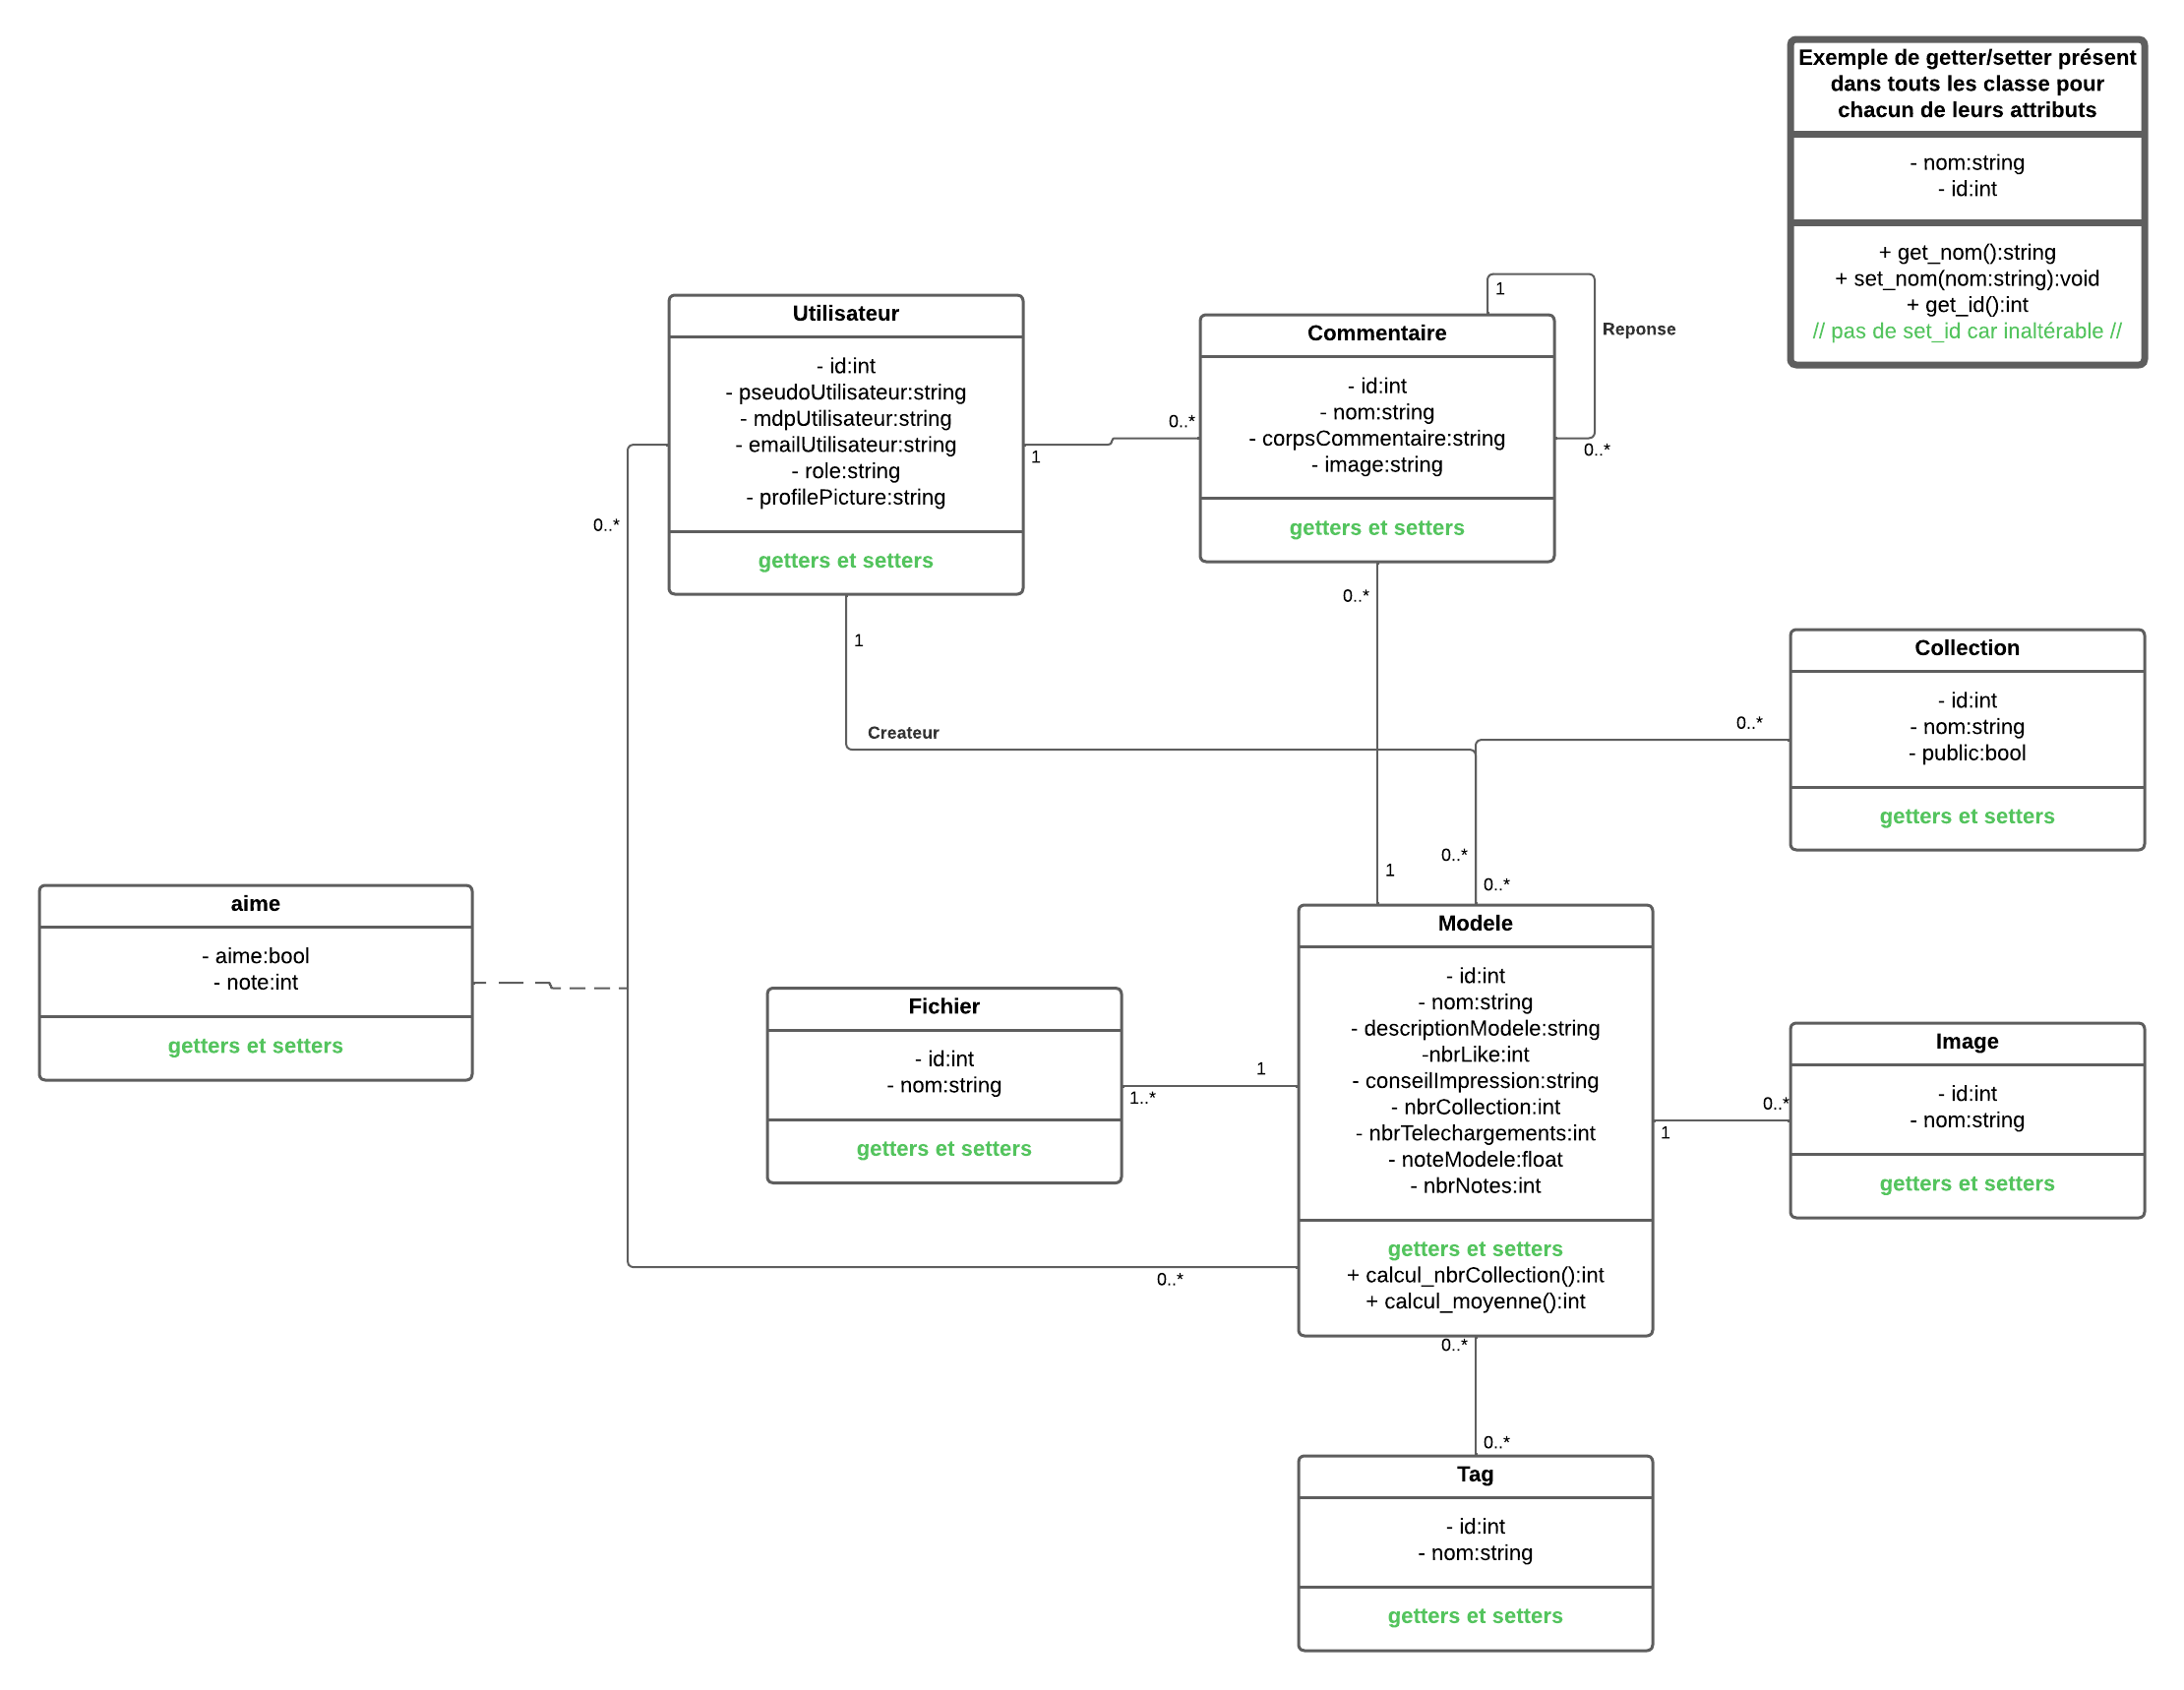 Exemple de getter/setter présent
dans touts les classe pour
chacun de leurs attributs
- nom:string
- id:int
+ get_nom():string
+ set_nom(nom:string):void
+ get_id():int
// pas de set_id car inaltérable //
Utilisateur
- id:int
- pseudoUtilisateur:string
- mdpUtilisateur:string
- emailUtilisateur:string
- role:string
- profilePicture:string
getters et setters
0..*
1
1
0..*
Commentaire
- id:int
- nom:string
- corpsCommentaire:string
- image:string
getters et setters
1
Reponse
0..*
0..*
1
Createur
Collection
- id:int
- nom:string
- public:bool
getters et setters
0..*
0..*
0..*
aime
- aime:bool
- note:int
getters et setters
Fichier
- id:int
- nom:string
getters et setters
1
1..*
Modele
- id:int
- nom:string
- descriptionModele:string
-nbrLike:int
- conseilImpression:string
- nbrCollection:int
- nbrTelechargements:int
- noteModele:float
- nbrNotes:int
getters et setters
+ calcul_nbrCollection():int
+ calcul_moyenne():int
0..*
Image
- id:int
- nom:string
getters et setters
0..*
1
0..*
0..*
Tag
- id:int
- nom:string
getters et setters